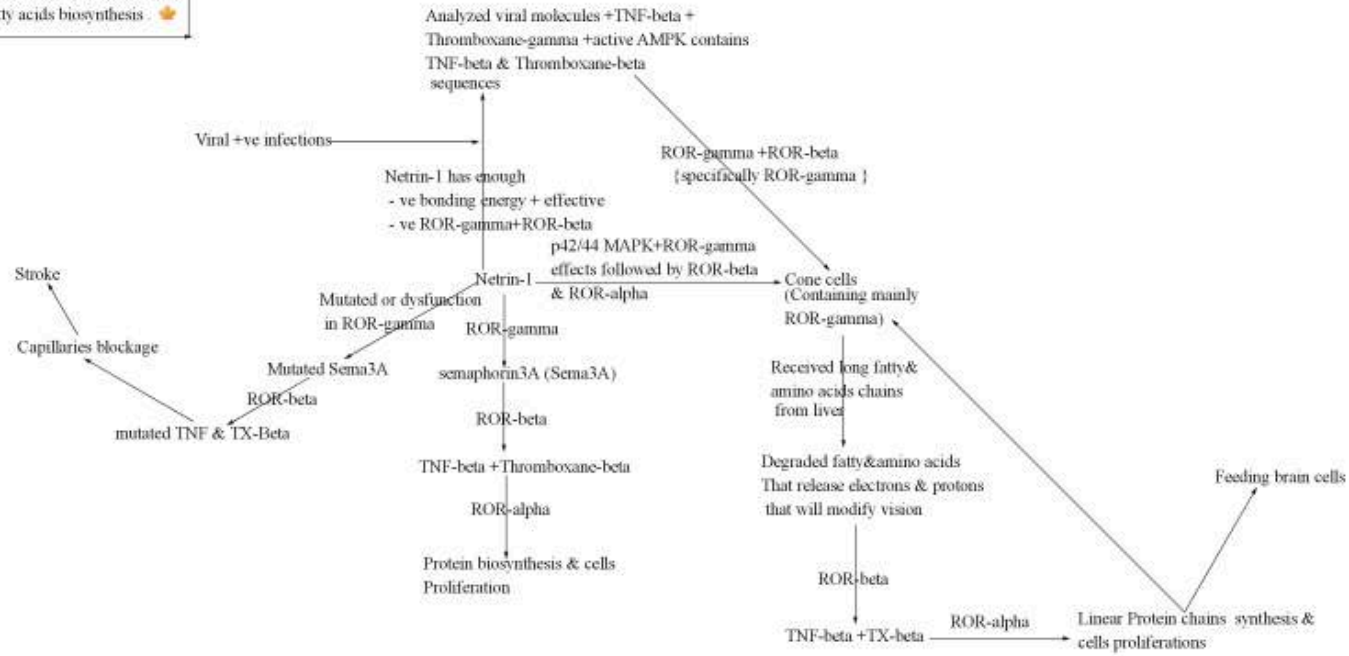 ty acids biosynthesis .
Analyzed viral molecules +TNF-beta +
Thromboxane-gamma +active AMPK contains
TNF-beta & Thromboxane-beta
sequences
Viral +ve infections
ROR-gamma +ROR-beta
{specifically ROR-gamma }
Netrin-1 has enough
- ve bonding energy + effective
- ve ROR-gamma+ROR-beta
p42/44 MAPK+ROR-gamma
effects followed by ROR-beta
& ROR-alpha
Stroke
Netrin-1
Cone cells
(Containing mainly
ROR-gamma)
Mutated or dysfunction
in ROR-gamma
ROR-gamma
Capillaries blockage
Mutated Sema3A
semaphorin3A (Sema3A)
Received long fatty&
amino acids chains
from liver
ROR-beta
ROR-beta
mutated TNF & TX-Beta
TNF-beta +Thromboxane-beta
Degraded fatty&amino acids
That release electrons & protons
that will modify vision
Feeding brain cells
ROR-alpha
Protein biosynthesis & cells
Proliferation
ROR-beta
TNF-beta +TX-beta
ROR-alpha
Linear Protein chains synthesis &
cells proliferations